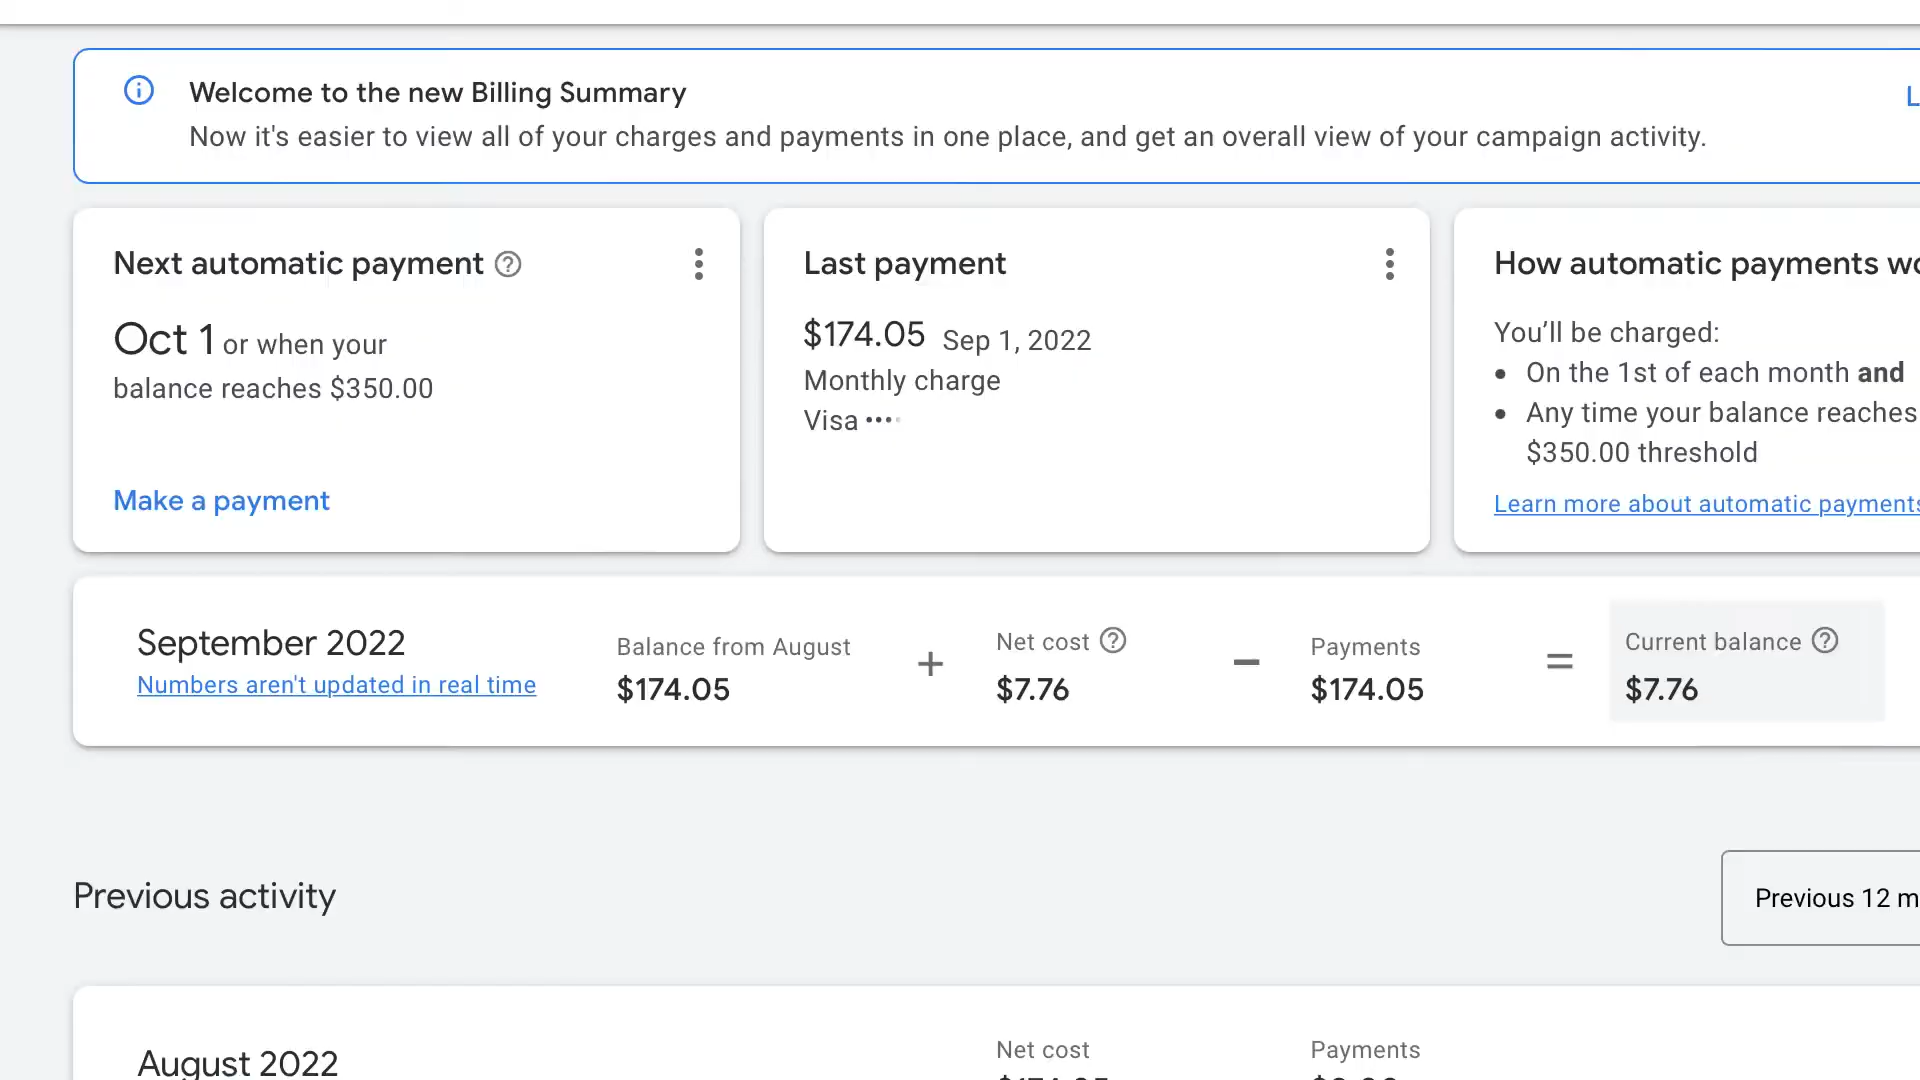 Welcome to the new Billing Summary
Now it's easier to view all of your charges and payments in one place, and get an overall view of your campaign activity.
Next automatic payment
Oct 1 or when your
balance reaches $350.00
Make a payment
Last payment
$174.05 Sep 1, 2022
Monthly charge
Visa ••••
How automatic payments
You’ll be charged:
• On the 1st of each month and
• Any time your balance reaches
$350.00 threshold
Learn more about automatic payments
September 2022
Numbers aren't updated in real time
Balance from August
$174.05
+
Net cost
$7.76
−
Payments
$174.05
=
Current balance
$7.76
Previous activity
Previous 12
August 2022
Net cost
Payments